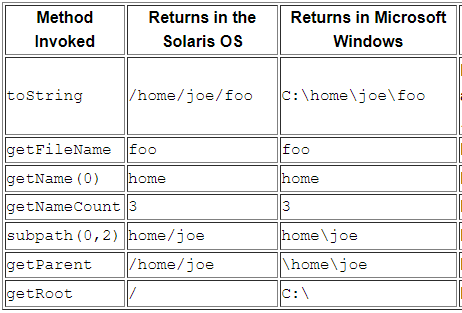 Method Invoked Returns in the Solaris OS Returns in Microsoft Windows
toString /home/joe/foo C:\home\joe\foo
getFileName foo foo
getName(0) home home
getNameCount 3 3
subpath(0,2) home/joe home\joe
getParent /home/joe \home\joe
getRoot / C:\